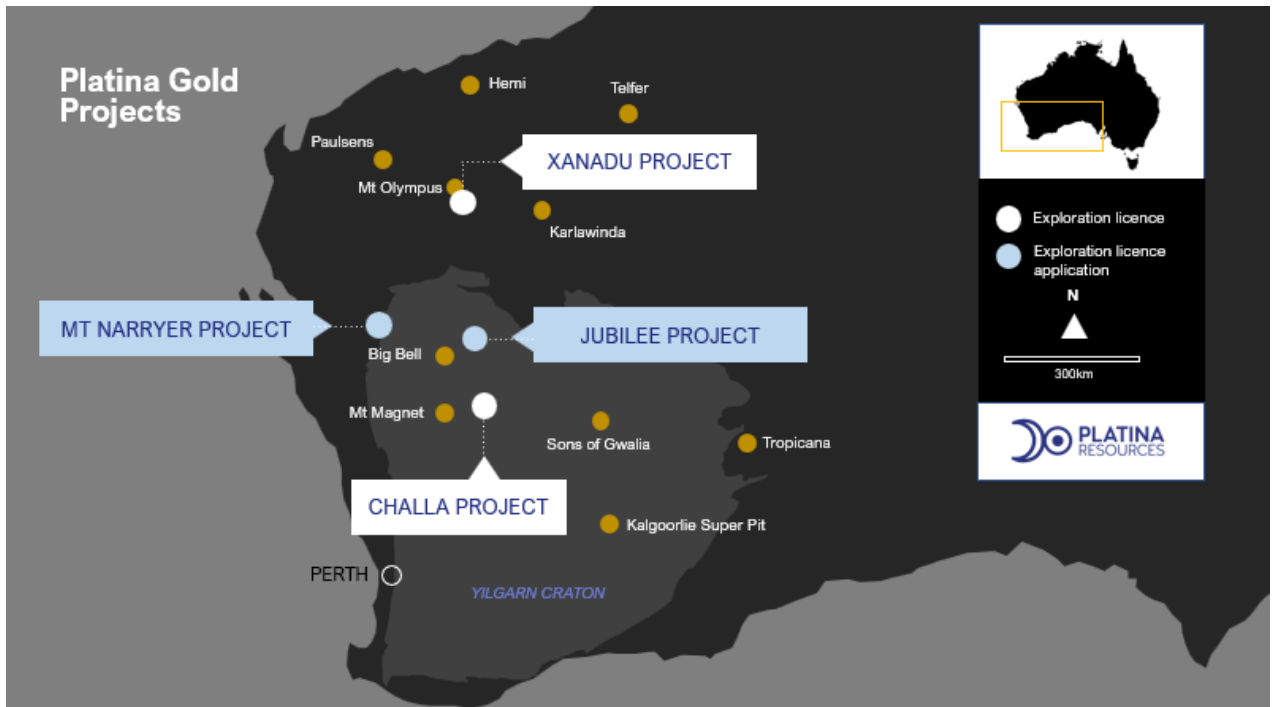 Platina Gold
Projects
Hemi
Telfer
Paulsens
XANADU PROJECT
Mt Olympus
Karlawinda
MT NARRYER PROJECT
JUBILEE PROJECT
Big Bell
Mt Magnet
Sons of Gwalia
Tropicana
CHALLA PROJECT
Kalgoorlie Super Pit
PERTH
YILGARN CRATON
Exploration licence
Exploration licence
application
N
300km
PLATINA
RESOURCES